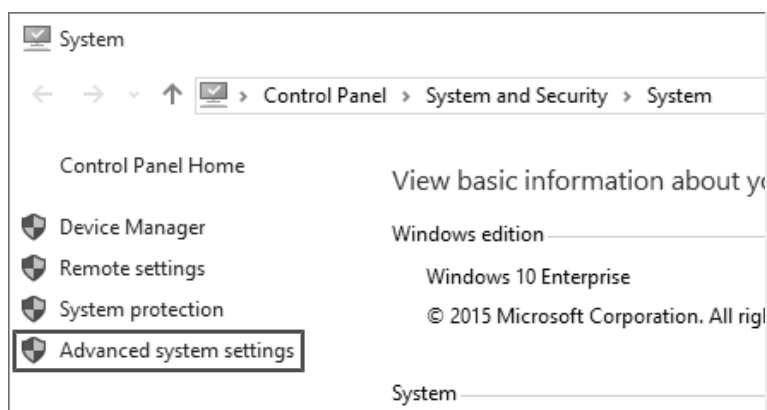 System
Control Panel > System and Security > System
Control Panel Home
View basic information about yo
Device Manager
Windows edition
Remote settings
Windows 10 Enterprise
System protection
© 2015 Microsoft Corporation. All rig
Advanced system settings
System